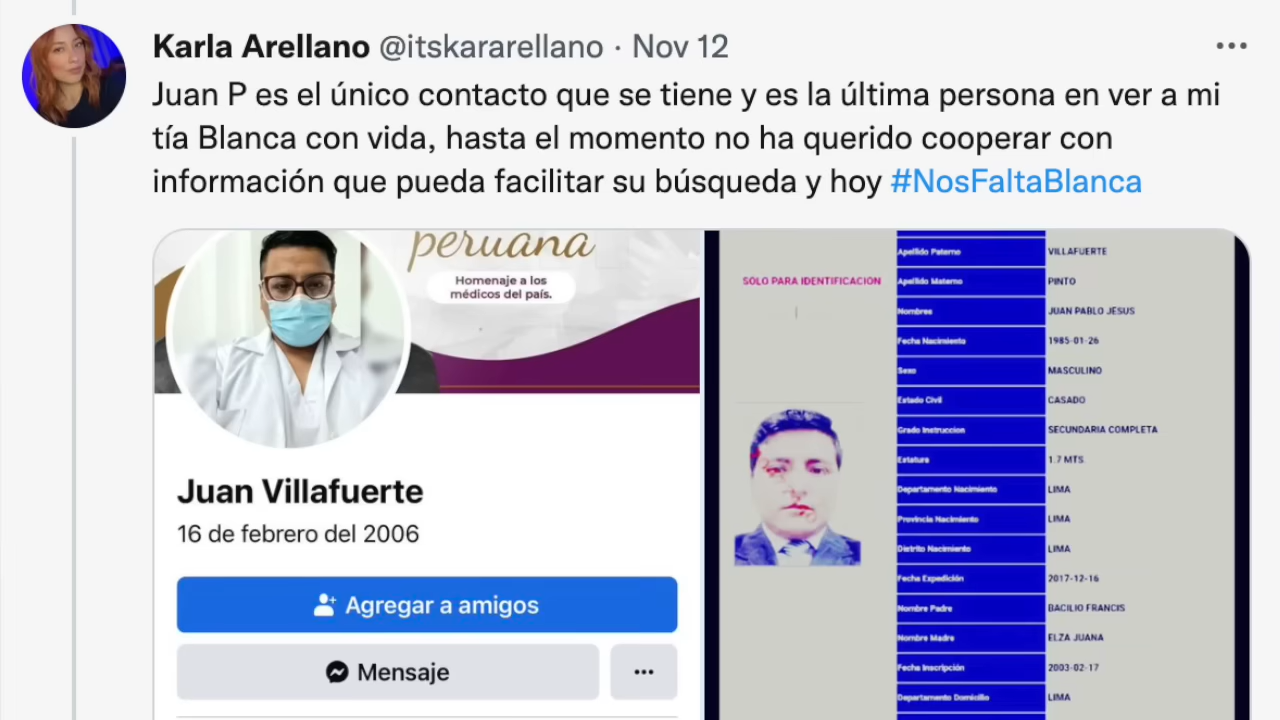 Karla Arellano @itskararellano · Nov 12
Juan P es el único contacto que se tiene y es la última persona en ver a mi
tía Blanca con vida, hasta el momento no ha querido cooperar con
información que pueda facilitar su búsqueda y hoy #NosFaltaBlanca
peruana
Homenaje a los
médicos del país.
Juan Villafuerte
16 de febrero del 2006
Agregar a amigos
Mensaje
SOLO PARA IDENTIFICACION
Apellido Paterno VILLAFUERTE
Apellido Materno PINTO
Nombres JUAN PABLO JESUS
Fecha Nacimiento 1985-01-26
Sexo MASCULINO
Estado Civil CASADO
Grado Instruccion SECUNDARIA COMPLETA
Estatura 1.7 MTS
Departamento Nacimiento LIMA
Provincia Nacimiento LIMA
Distrito Nacimiento LIMA
Fecha Expedición 2017-12-16
Nombre Padre BACILIO FRANCIS
Nombre Madre ELZA JUANA
Fecha Inscripción 2003-02-17
Departamento Domicilio LIMA